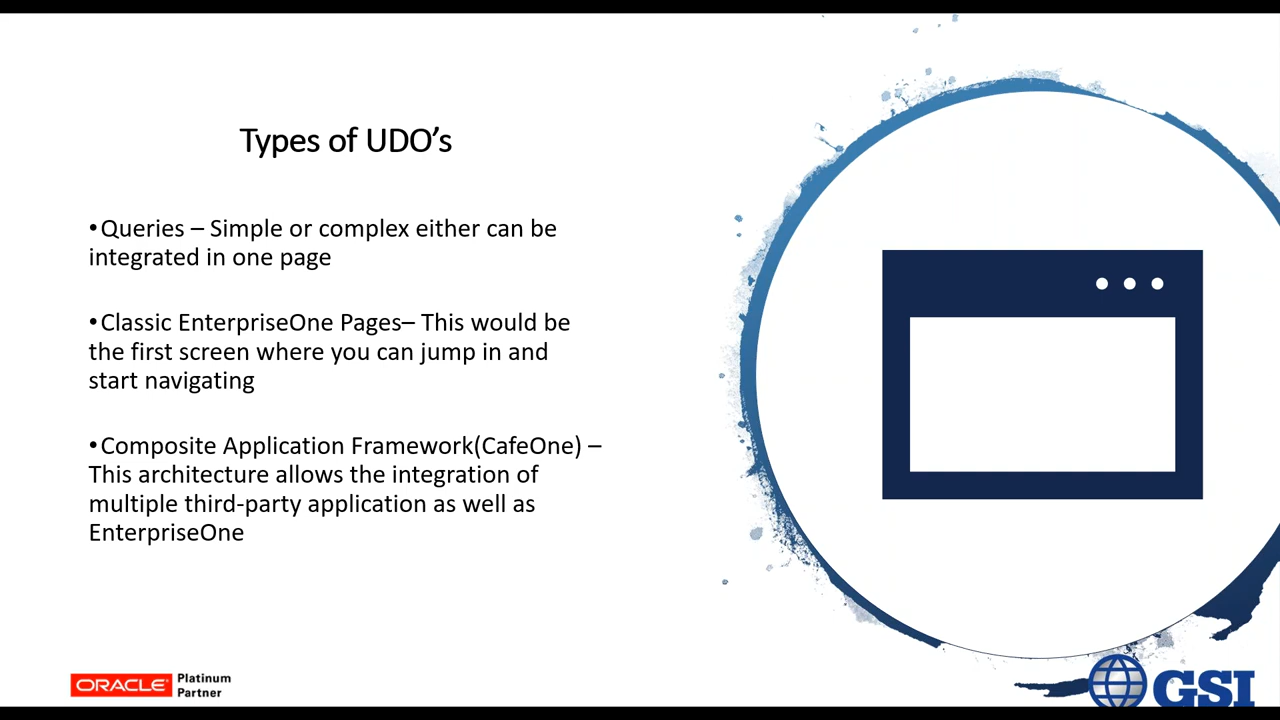 Types of UDO’s
•Queries – Simple or complex either can be
integrated in one page
•Classic EnterpriseOne Pages– This would be
the first screen where you can jump in and
start navigating
•Composite Application Framework(CafeOne) –
This architecture allows the integration of
multiple third-party application as well as
EnterpriseOne
ORACLE
Platinum
Partner
GSI